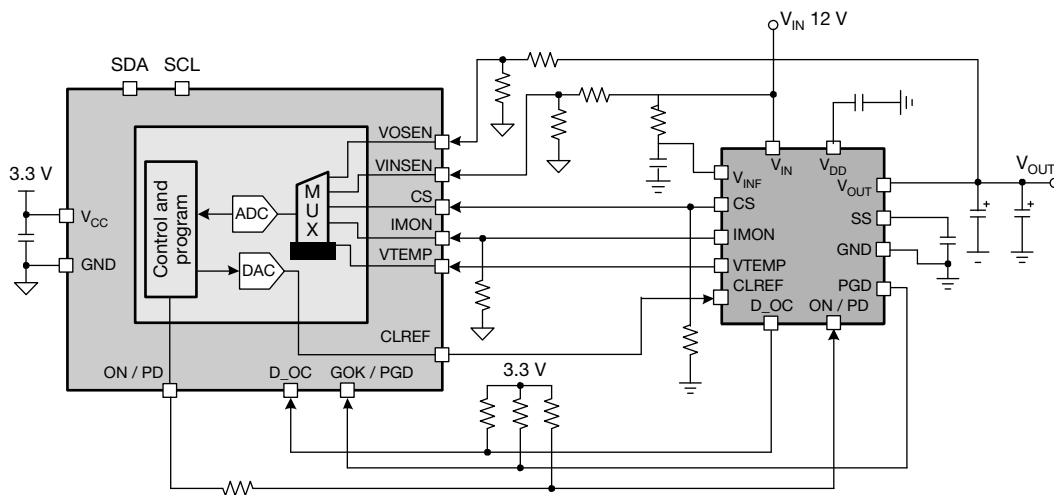 V_IN 12 V
SDA SCL
3.3 V
V_CC
GND
Control and program
ADC
DAC
MUX
VOSEN
VINSEN
CS
IMON
VTEMP
CLREF
ON / PD
D_OC
GOK / PGD
3.3 V
V_IN
V_DD
V_INF
CS
IMON
VTEMP
CLREF
D_OC
ON / PD
V_OUT
SS
GND
PGD
V_OUT
+
+